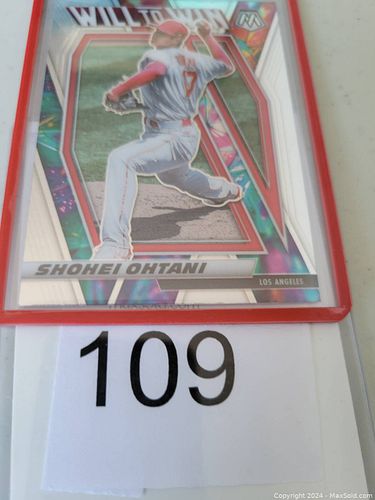 WILL TO WIN
17
SHOHEI OHTANI
LOS ANGELES
109
Copyright © 2024 - MaxSold.com